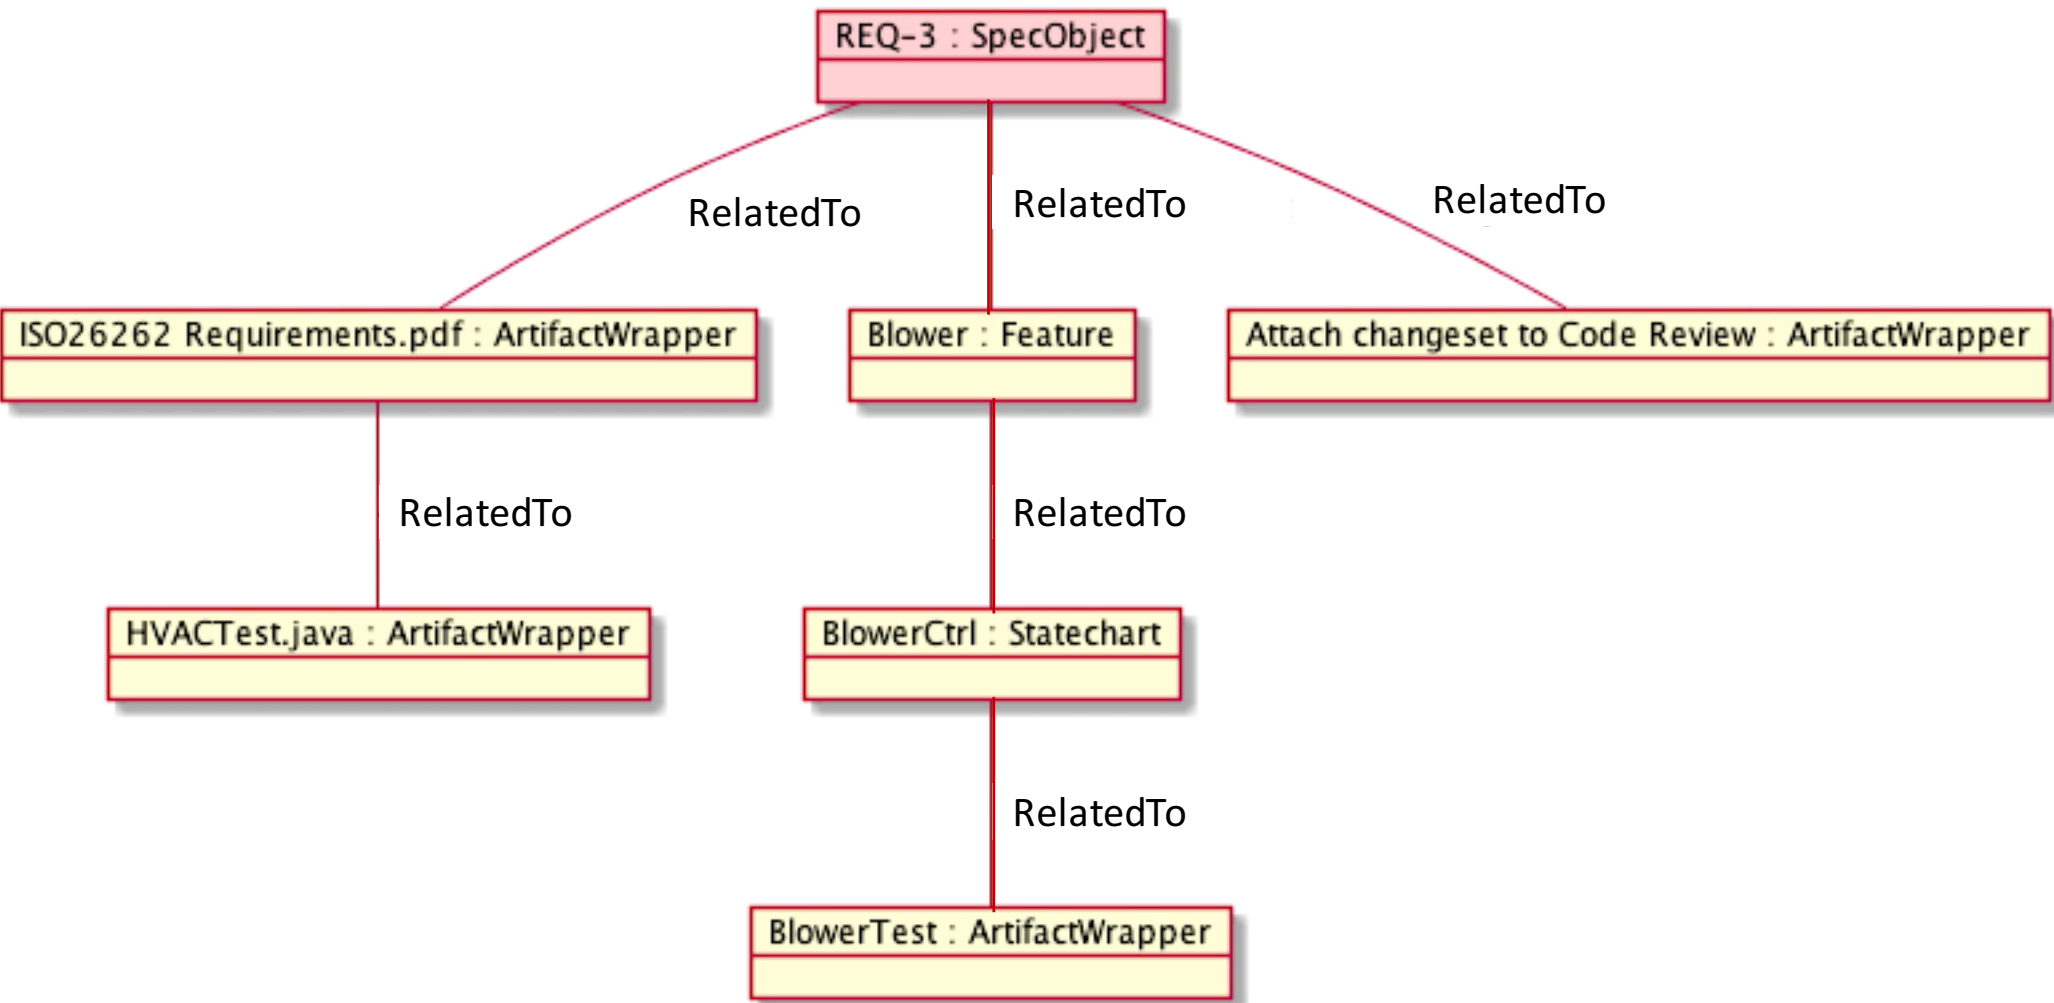 REQ-3 : SpecObject
RelatedTo
RelatedTo
RelatedTo
ISO26262 Requirements.pdf : ArtifactWrapper
Blower : Feature
Attach changeset to Code Review : ArtifactWrapper
RelatedTo
RelatedTo
HVACTest.java : ArtifactWrapper
BlowerCtrl : Statechart
RelatedTo
BlowerTest : ArtifactWrapper